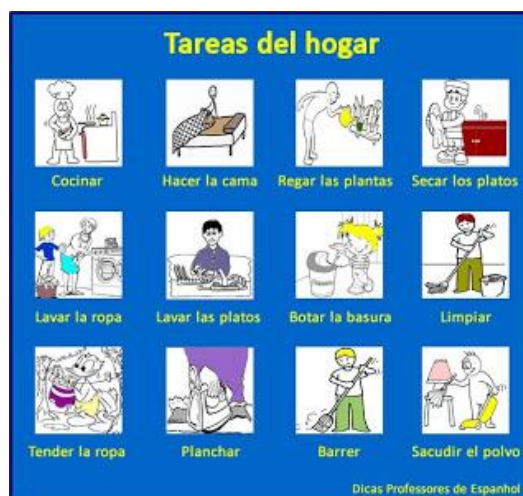 Tareas del hogar
Cocinar
Hacer la cama
Regar las plantas
Secar los platos
Lavar la ropa
Lavar las platos
Botar la basura
Limpiar
Tender la ropa
Planchar
Barrer
Sacudir el polvo
Dicas Professores de Espanhol